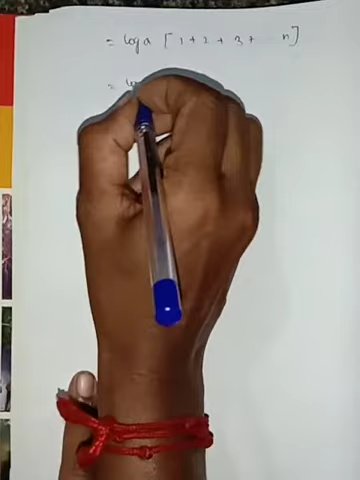 = log a [ 1 + 2 + 3 + n]
=